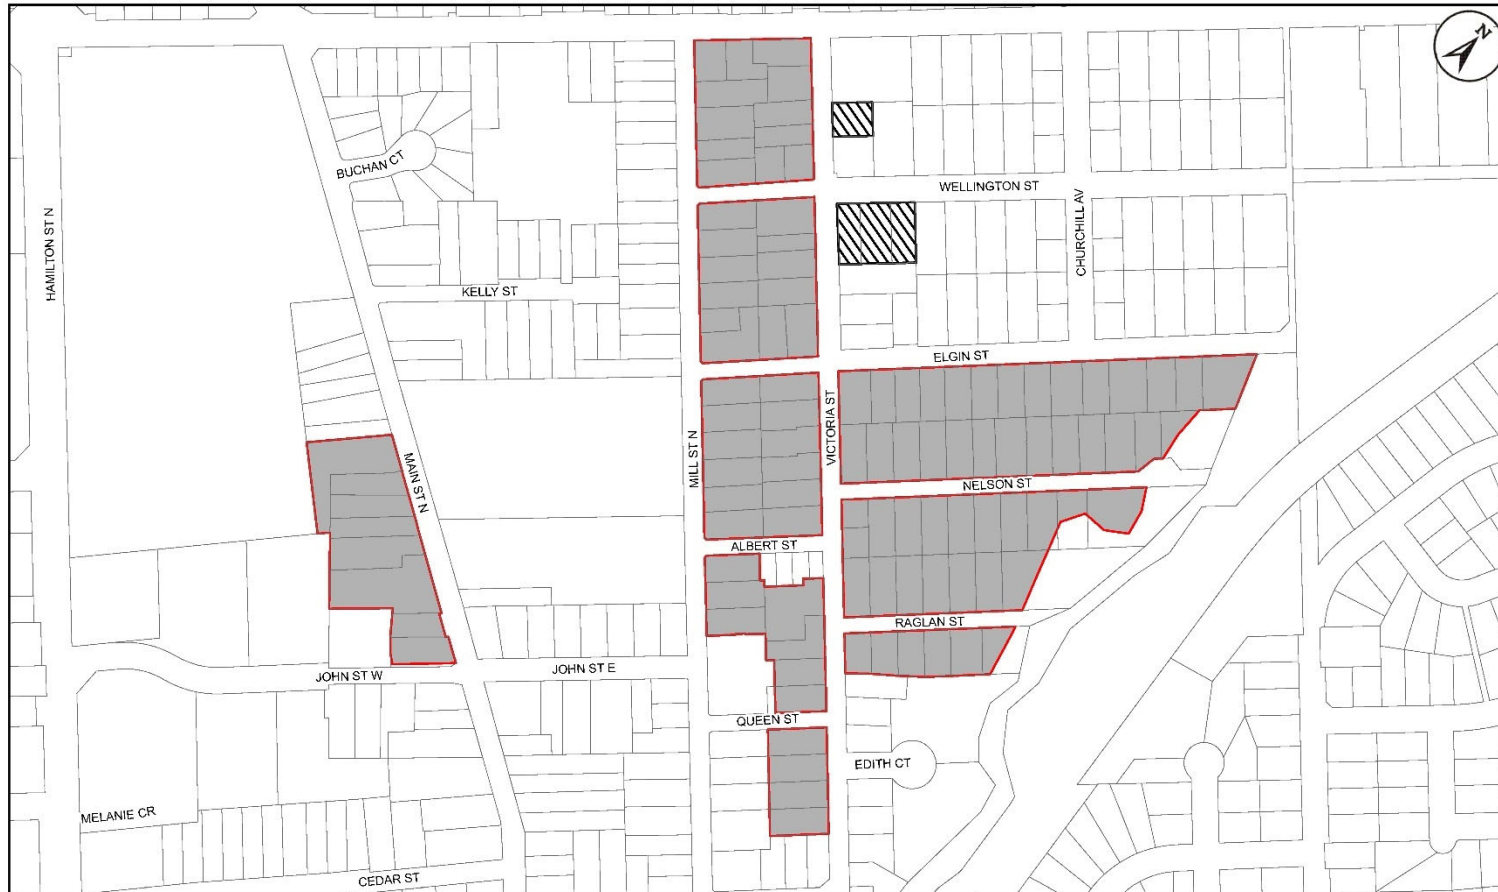 N
BUCHAN CT
WELLINGTON ST
HAMILTON ST N
CHURCHILL AV
KELLY ST
ELGIN ST
VICTORIA ST
MILL ST N
MAIN ST N
NELSON ST
ALBERT ST
RAGLAN ST
JOHN ST E
JOHN ST W
QUEEN ST
EDITH CT
MELANIE CR
CEDAR ST